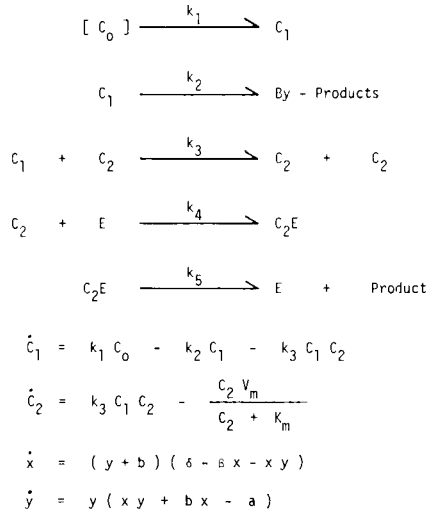 [ C₀ ] k₁ → C₁
C₁ k₂ → By - Products
C₁ + C₂ k₃ → C₂ + C₂
C₂ + E k₄ → C₂E
C₂E k₅ → E + Product
Ċ₁ = k₁ C₀ - k₂ C₁ - k₃ C₁ C₂
Ċ₂ = k₃ C₁ C₂ - C₂ Vₘ / C₂ + Kₘ
ẋ = ( y + b ) ( δ - β x - x y )
ẏ = y ( x y + b x - a )